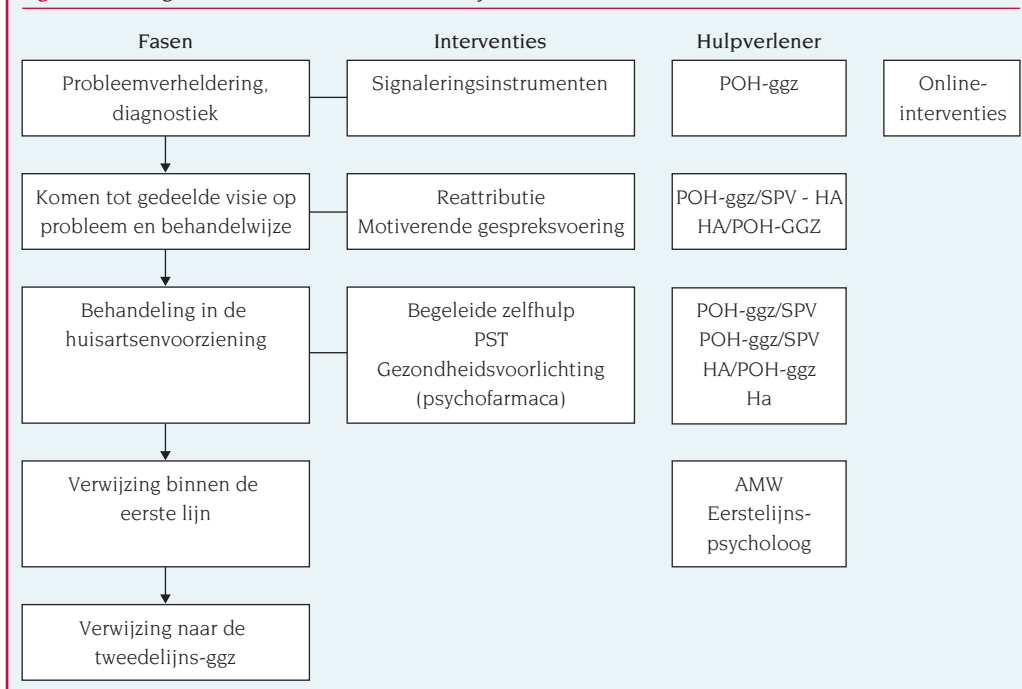 Fasen
Interventies
Hulpverlener
Probleemverheldering,
diagnostiek
Signaleringsinstrumenten
POH-ggz
Online-
interventies
Komen tot gedeelde visie op
probleem en behandelwijze
Reattributie
Motiverende gespreksvoering
POH-ggz/SPV - HA
HA/POH-GGZ
Behandeling in de
huisartsenvoorziening
Begeleide zelfhulp
PST
Gezondheidsvoorlichting
(psychofarmaca)
POH-ggz/SPV
POH-ggz/SPV
HA/POH-ggz
Ha
Verwijzing binnen de
eerste lijn
AMW
Eerstelijns-
psycholoog
Verwijzing naar de
tweedelijns-ggz